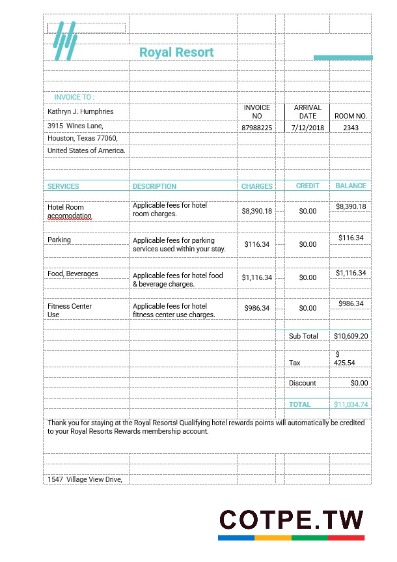 Royal Resort
INVOICE TO :
Kathryn J. Humphries
3915 Wines Lane,
Houston, Texas 77060,
United States of America.
INVOICE NO
ARRIVAL DATE
ROOM NO.
87988225
7/12/2018
2343
SERVICES DESCRIPTION CHARGES CREDIT BALANCE
Hotel Room
accomodation
Applicable fees for hotel
room charges.
$8,390.18 $0.00 $8,390.18
Parking
Applicable fees for parking
services used within your stay.
$116.34 $0.00 $116.34
Food, Beverages
Applicable fees for hotel food
& beverage charges.
$1,116.34 $0.00 $1,116.34
Fitness Center
Use
Applicable fees for hotel
fitness center use charges.
$986.34 $0.00 $986.34
Sub Total $10,609.20
Tax
$
425.54
Discount $0.00
TOTAL $11,034.74
Thank you for staying at the Royal Resorts! Qualifying hotel rewards points will automatically be credited
to your Royal Resorts Rewards membership account.
1547 Village View Drive,
COTPE.TW